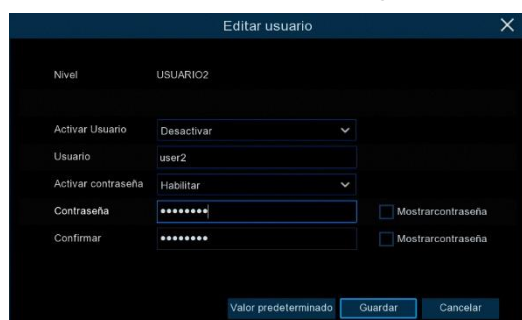 Editar usuario
Nivel USUARIO2
Activar Usuario Desactivar
Usuario user2
Activar contraseña Habilitar
Contraseña •••••••• Mostrarcontraseña
Confirmar •••••••• Mostrarcontraseña
Valor predeterminado Guardar Cancelar